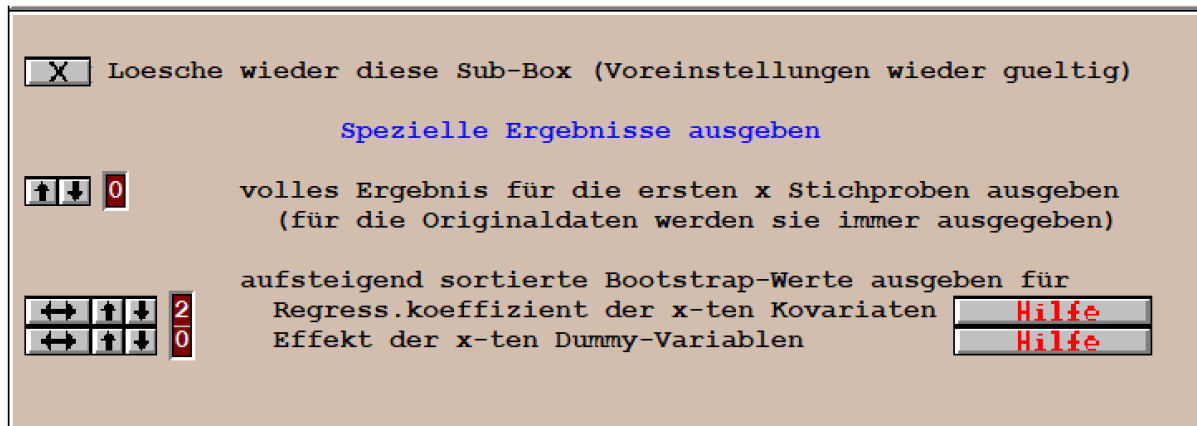 X Loesche wieder diese Sub-Box (Voreinstellungen wieder gueltig)
Spezielle Ergebnisse ausgeben
0 volles Ergebnis für die ersten x Stichproben ausgeben
(für die Originaldaten werden sie immer ausgegeben)
aufsteigend sortierte Bootstrap-Werte ausgeben für
2 Regress.koeffizient der x-ten Kovariaten Hilfe
0 Effekt der x-ten Dummy-Variablen Hilfe